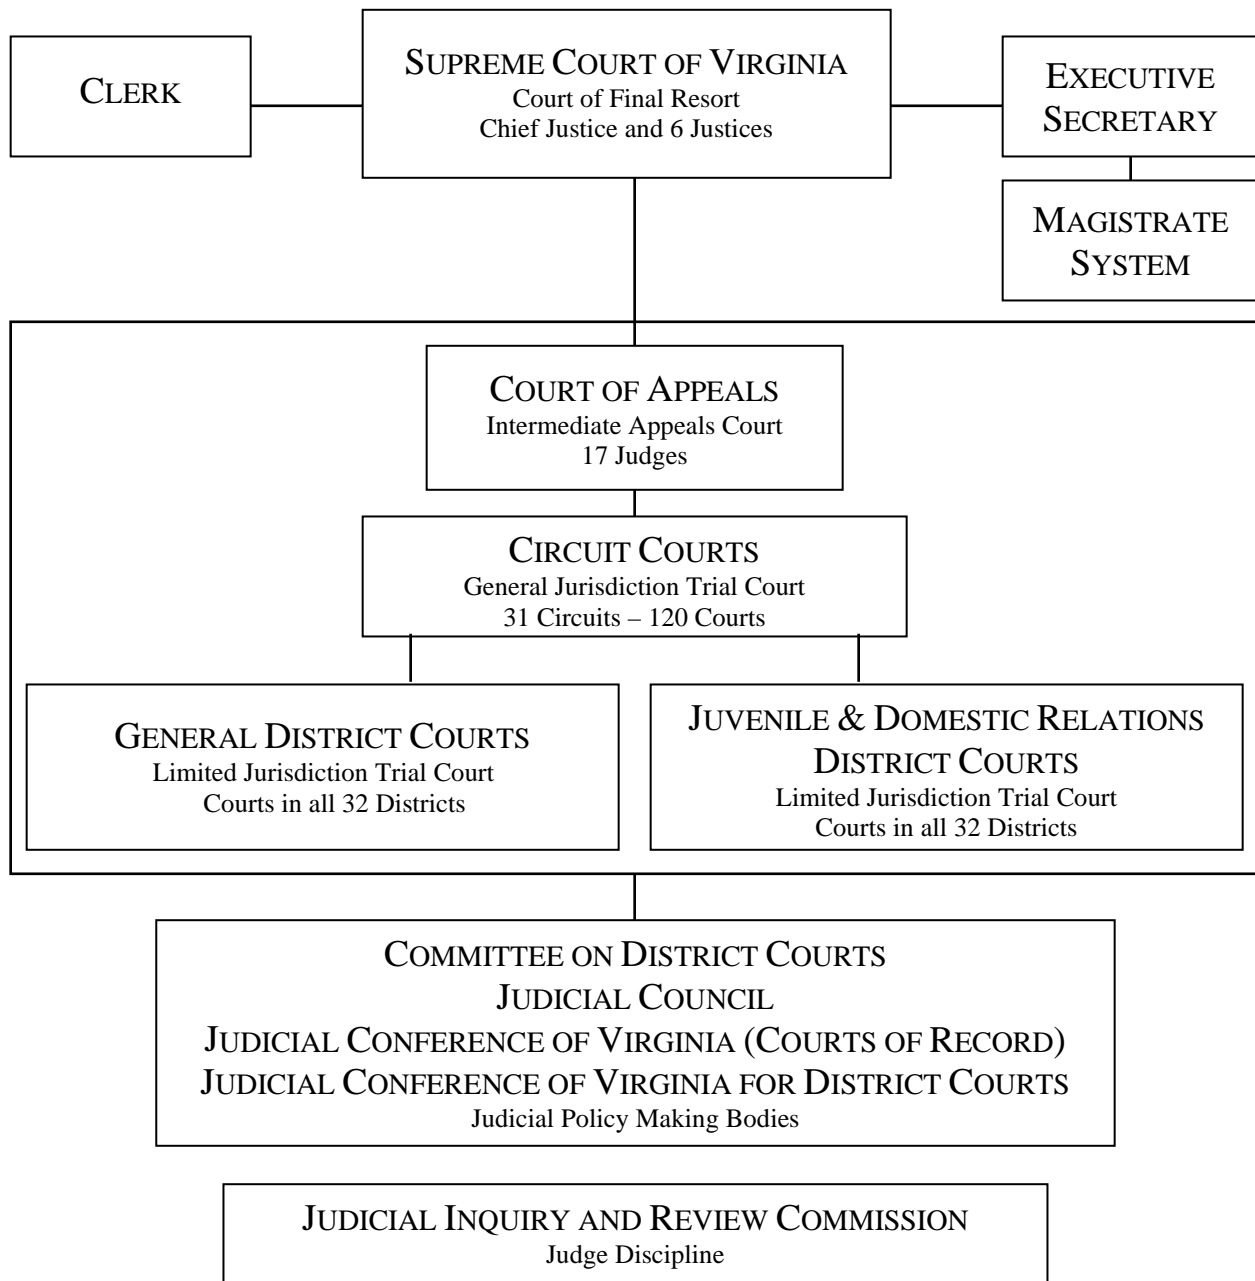 CLERK
SUPREME COURT OF VIRGINIA
Court of Final Resort
Chief Justice and 6 Justices
EXECUTIVE
SECRETARY
MAGISTRATE
SYSTEM
COURT OF APPEALS
Intermediate Appeals Court
17 Judges
CIRCUIT COURTS
General Jurisdiction Trial Court
31 Circuits – 120 Courts
GENERAL DISTRICT COURTS
Limited Jurisdiction Trial Court
Courts in all 32 Districts
JUVENILE & DOMESTIC RELATIONS
DISTRICT COURTS
Limited Jurisdiction Trial Court
Courts in all 32 Districts
COMMITTEE ON DISTRICT COURTS
JUDICIAL COUNCIL
JUDICIAL CONFERENCE OF VIRGINIA (COURTS OF RECORD)
JUDICIAL CONFERENCE OF VIRGINIA FOR DISTRICT COURTS
Judicial Policy Making Bodies
JUDICIAL INQUIRY AND REVIEW COMMISSION
Judge Discipline